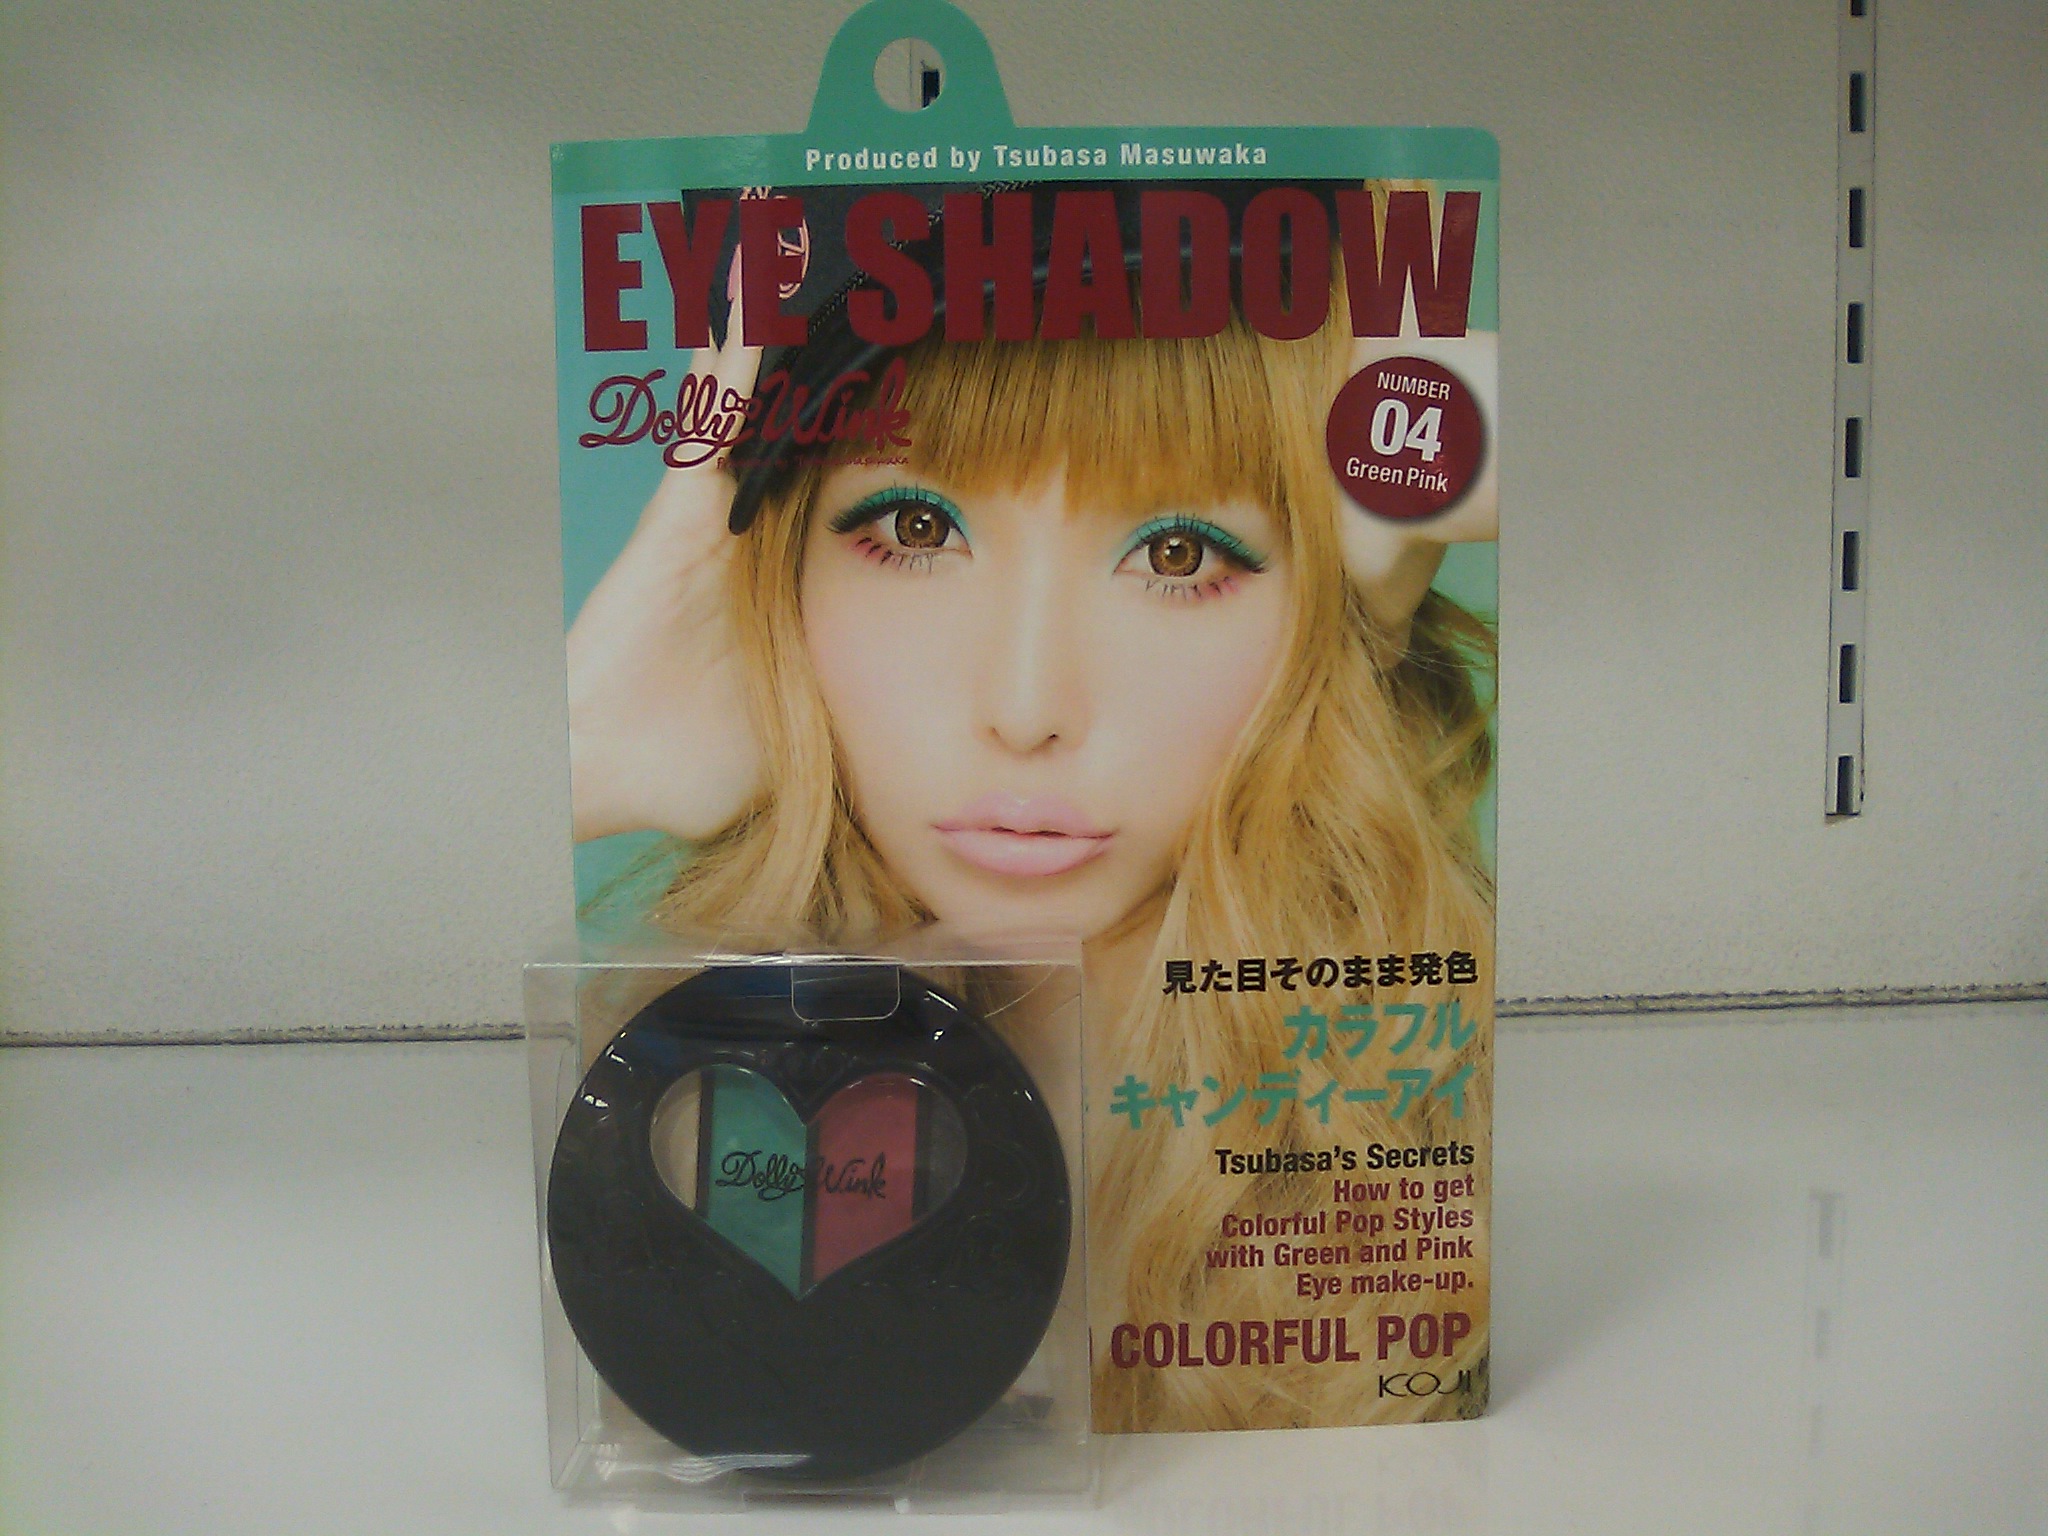 Produced by Tsubasa Masuwaka
EYE SHADOW
Dolly Wink
NUMBER
04
Green Pink
見た目そのまま発色
カラフル
キャンディーアイ
Tsubasa's Secrets
How to get
Colorful Pop Styles
with Green and Pink
Eye make-up.
COLORFUL POP
KOJI
Dolly Wink